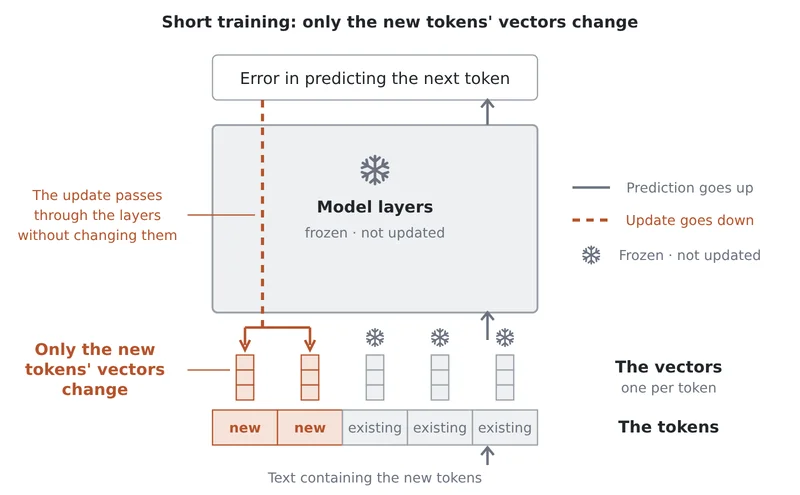 Short training: only the new tokens' vectors change
Error in predicting the next token
Model layers
frozen · not updated
The update passes
through the layers
without changing them
Prediction goes up
Update goes down
Frozen · not updated
Only the new
tokens' vectors
change
The vectors
one per token
new
new
existing
existing
existing
The tokens
Text containing the new tokens